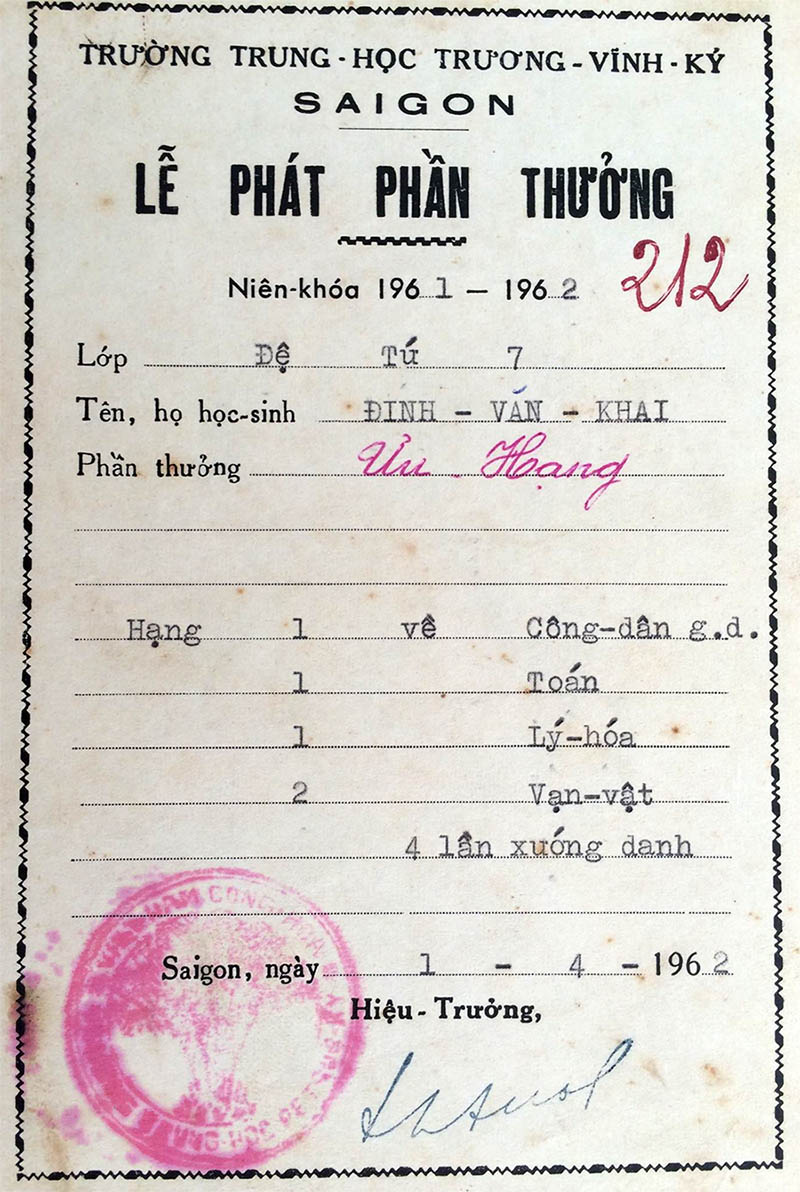 TRƯỜNG TRUNG-HỌC TRƯƠNG-VĨNH-KÝ
SAIGON
LỄ PHÁT PHẦN THƯỞNG
212
Niên-khóa 1961 — 1962
Lớp Đệ Tứ 7
Tên, họ học-sinh ĐINH - VĂN - KHAI
Phần thưởng Ưu Hạng
Hạng 1 về Công-dân g.d.
1 Toán
1 Lý-hóa
2 Vạn-vật
4 lần xướng danh
Saigon, ngày 1 - 4 - 1962
Hiệu-Trưởng,